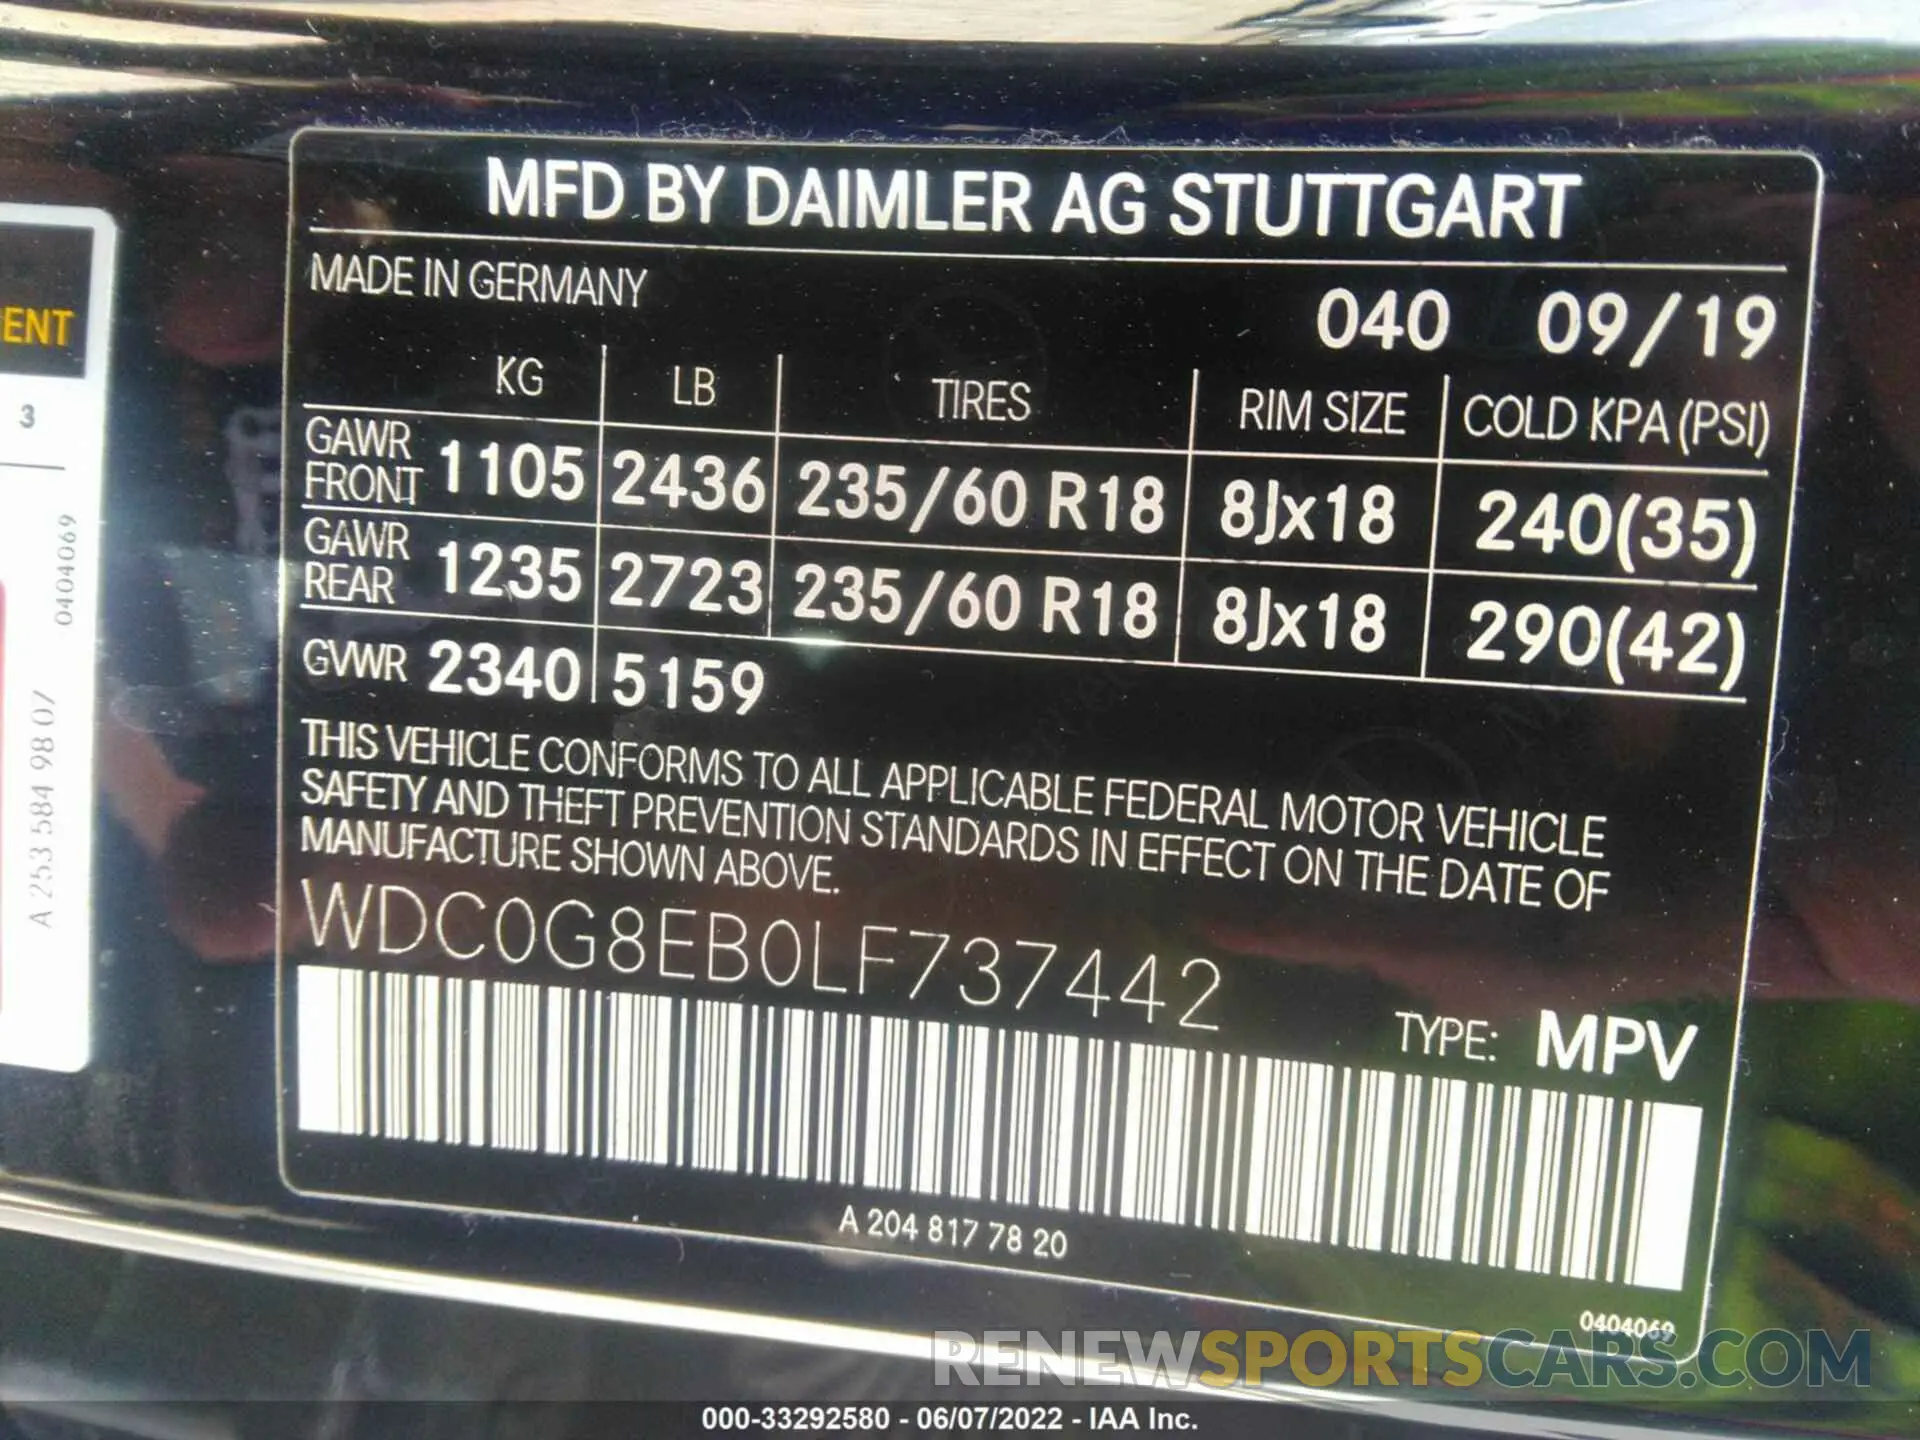 MFD BY DAIMLER AG STUTTGART
MADE IN GERMANY
040 09/19
KG LB TIRES RIM SIZE COLD KPA (PSI)
GAWR FRONT 1105 2436 235/60 R18 8Jx18 240(35)
GAWR REAR 1235 2723 235/60 R18 8Jx18 290(42)
GVWR 2340 5159
THIS VEHICLE CONFORMS TO ALL APPLICABLE FEDERAL MOTOR VEHICLE
SAFETY AND THEFT PREVENTION STANDARDS IN EFFECT ON THE DATE OF
MANUFACTURE SHOWN ABOVE.
WDC0G8EB0LF737442
TYPE: MPV
A 204 817 78 20
0404069
ENT
3
0404069
A 253 584 98 07
RENEWSPORTSCARS.COM
000-33292580 - 06/07/2022 - IAA Inc.